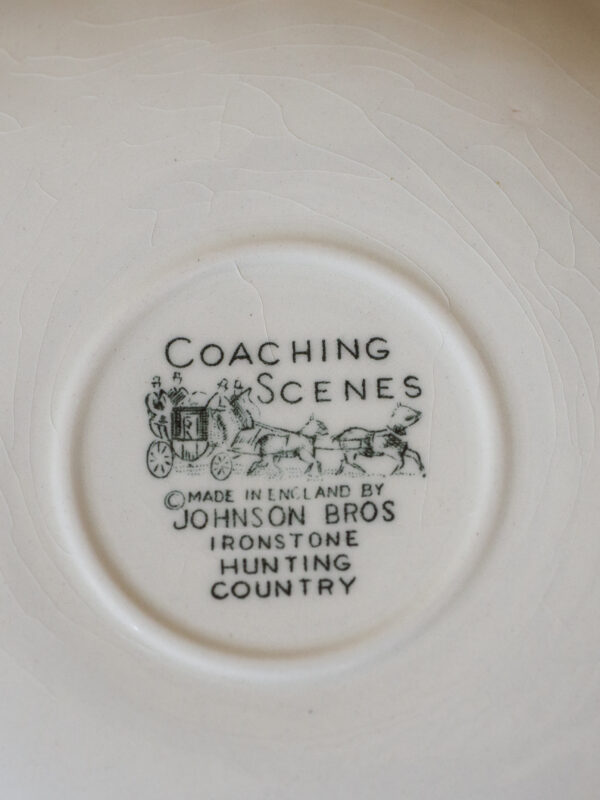 COACHING
SCENES
©MADE IN ENGLAND BY
JOHNSON BROS
IRONSTONE
HUNTING
COUNTRY